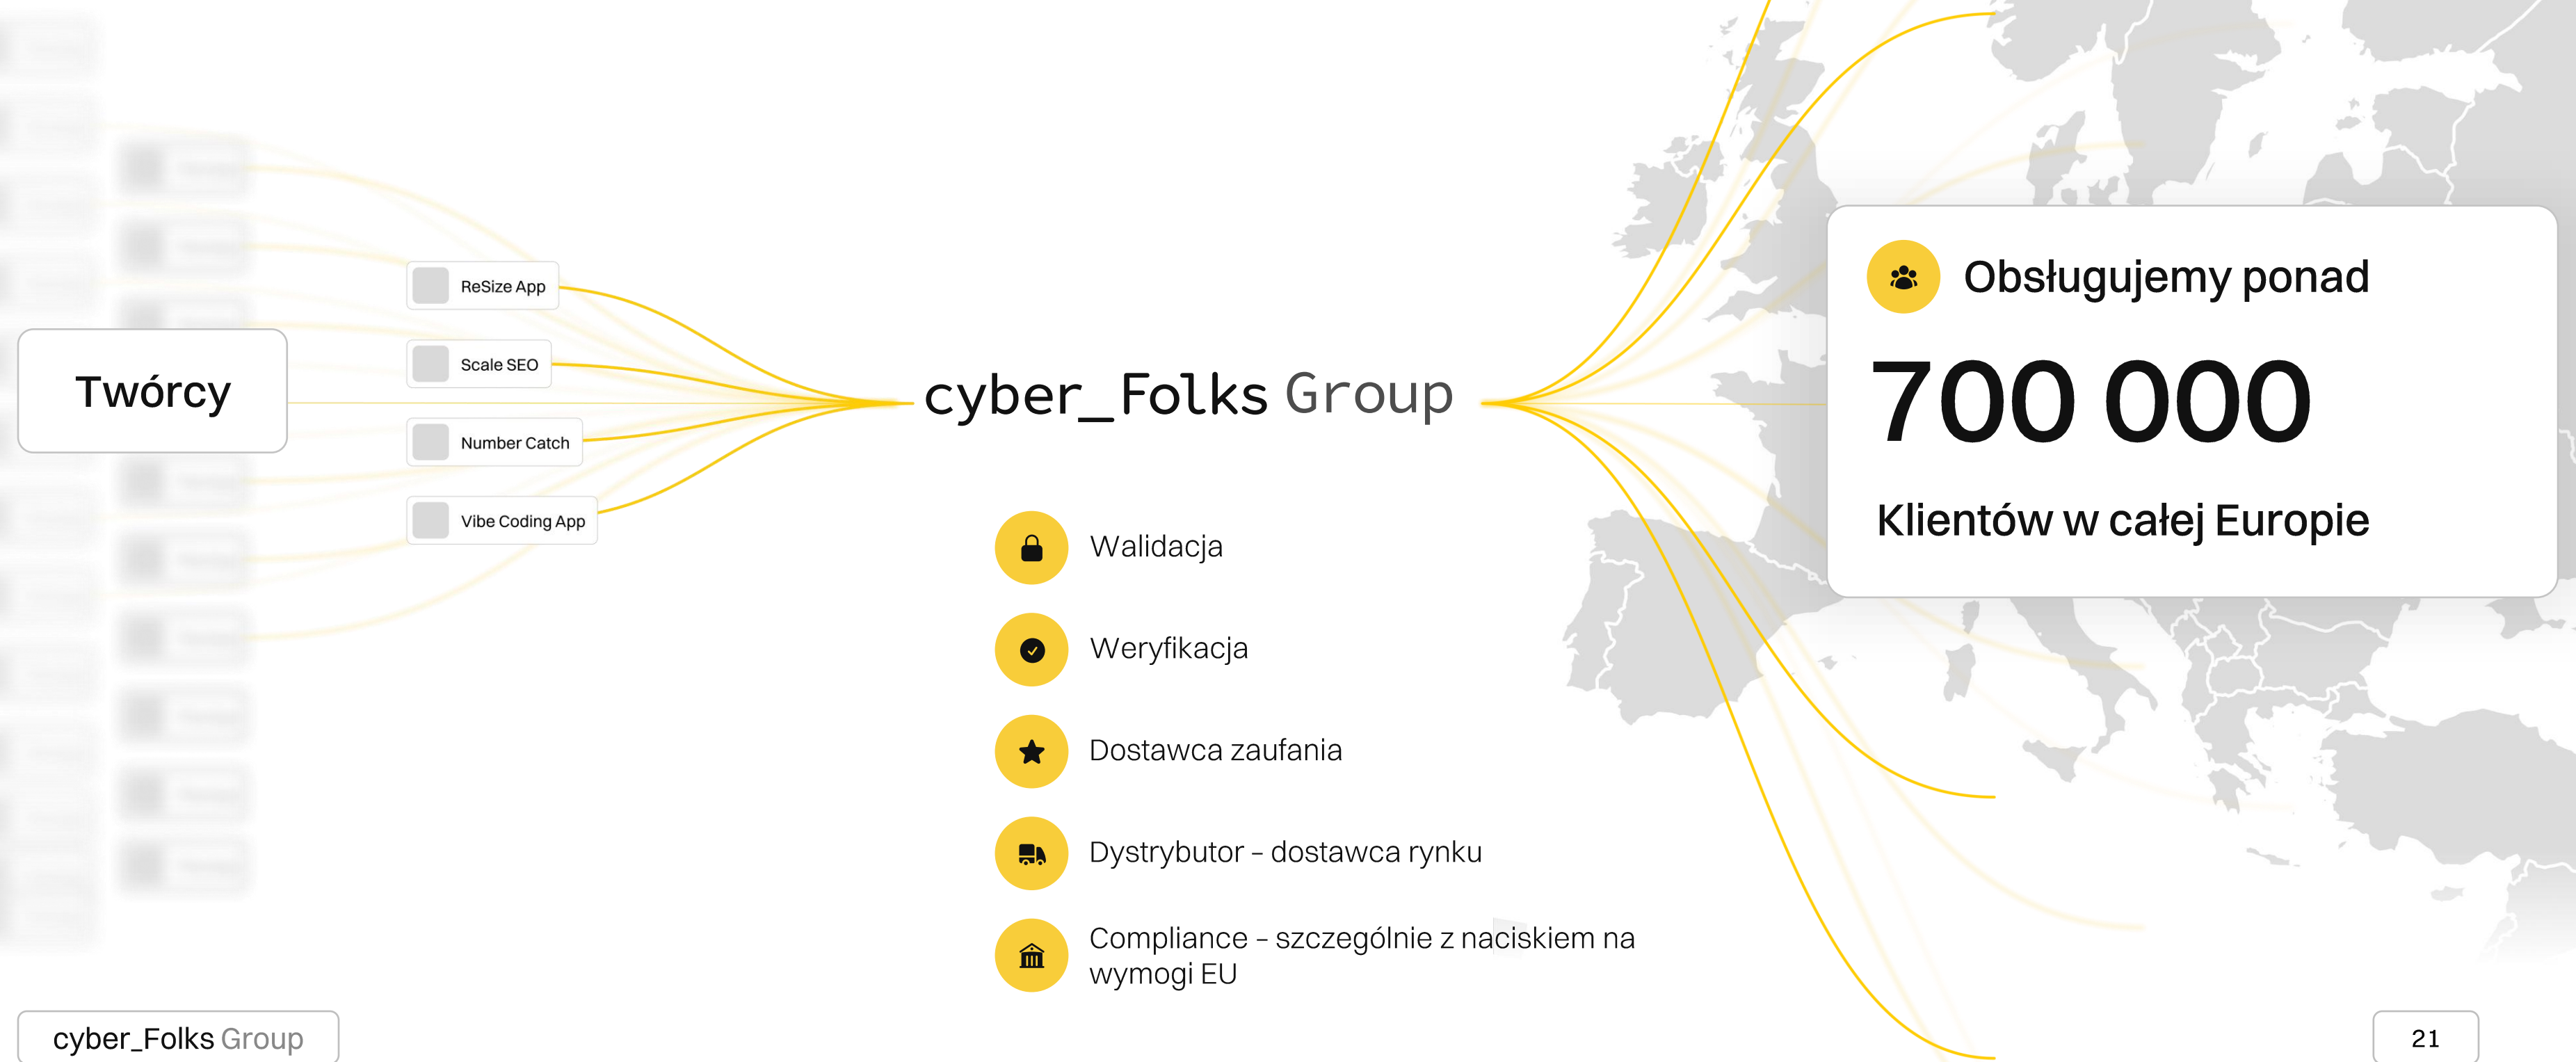 Twórcy
ReSize App
Scale SEO
Number Catch
Vibe Coding App
cyber_Folks Group
Walidacja
Weryfikacja
Dostawca zaufania
Dystrybutor – dostawca rynku
Compliance – szczególnie z naciskiem na
wymogi EU
Obsługujemy ponad
700 000
Klientów w całej Europie
cyber_Folks Group
21